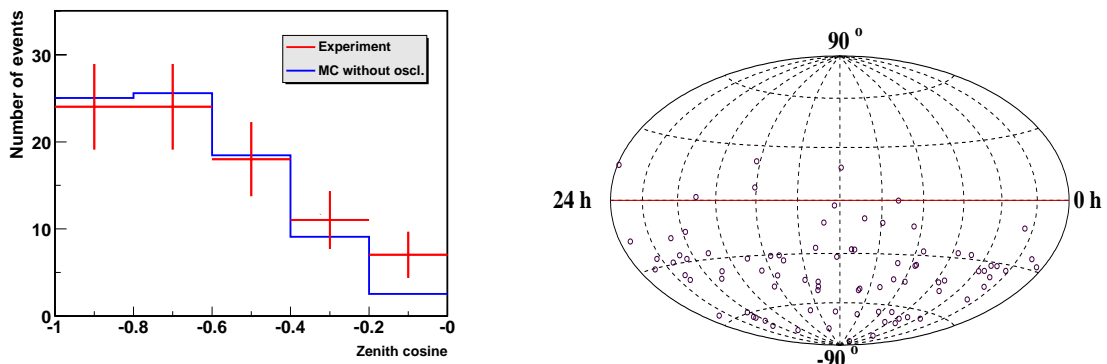 Number of events
30
20
10
0
-1
-0.8
-0.6
-0.4
-0.2
-0
Zenith cosine
Experiment
MC without oscl.
90 °
24 h
0 h
-90 °